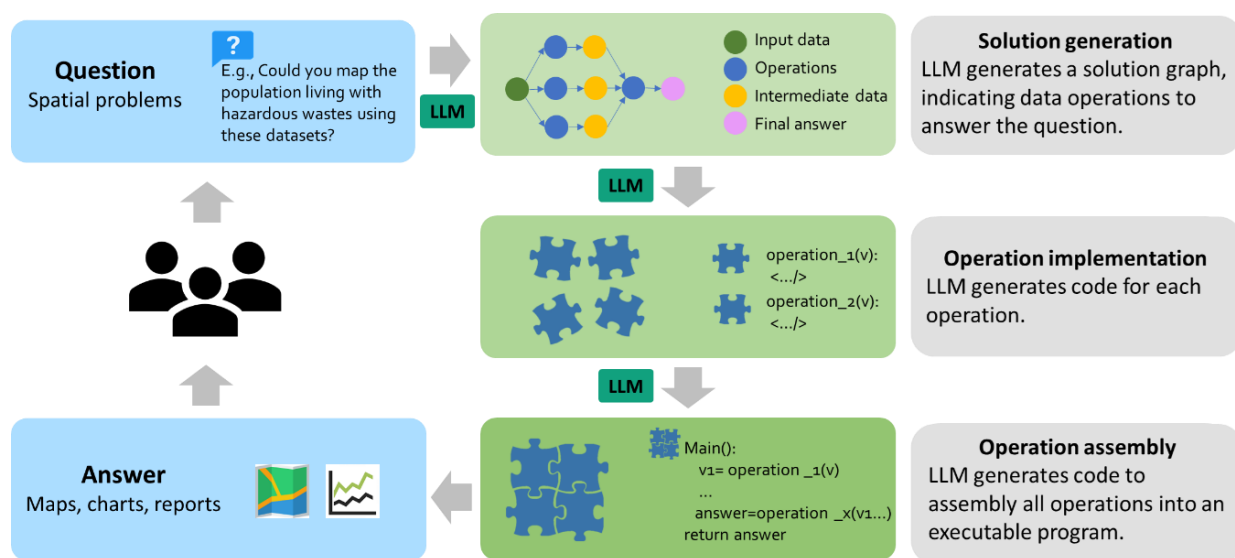 Question
Spatial problems
?
E.g., Could you map the
population living with
hazardous wastes using
these datasets?
LLM
Input data
Operations
Intermediate data
Final answer
Solution generation
LLM generates a solution graph,
indicating data operations to
answer the question.
LLM
operation_1(v):
<.../>
operation_2(v):
<.../>
Operation implementation
LLM generates code for each
operation.
LLM
Answer
Maps, charts, reports
Main():
v1= operation _1(v)
...
answer=operation _x(v1...)
return answer
Operation assembly
LLM generates code to
assembly all operations into an
executable program.